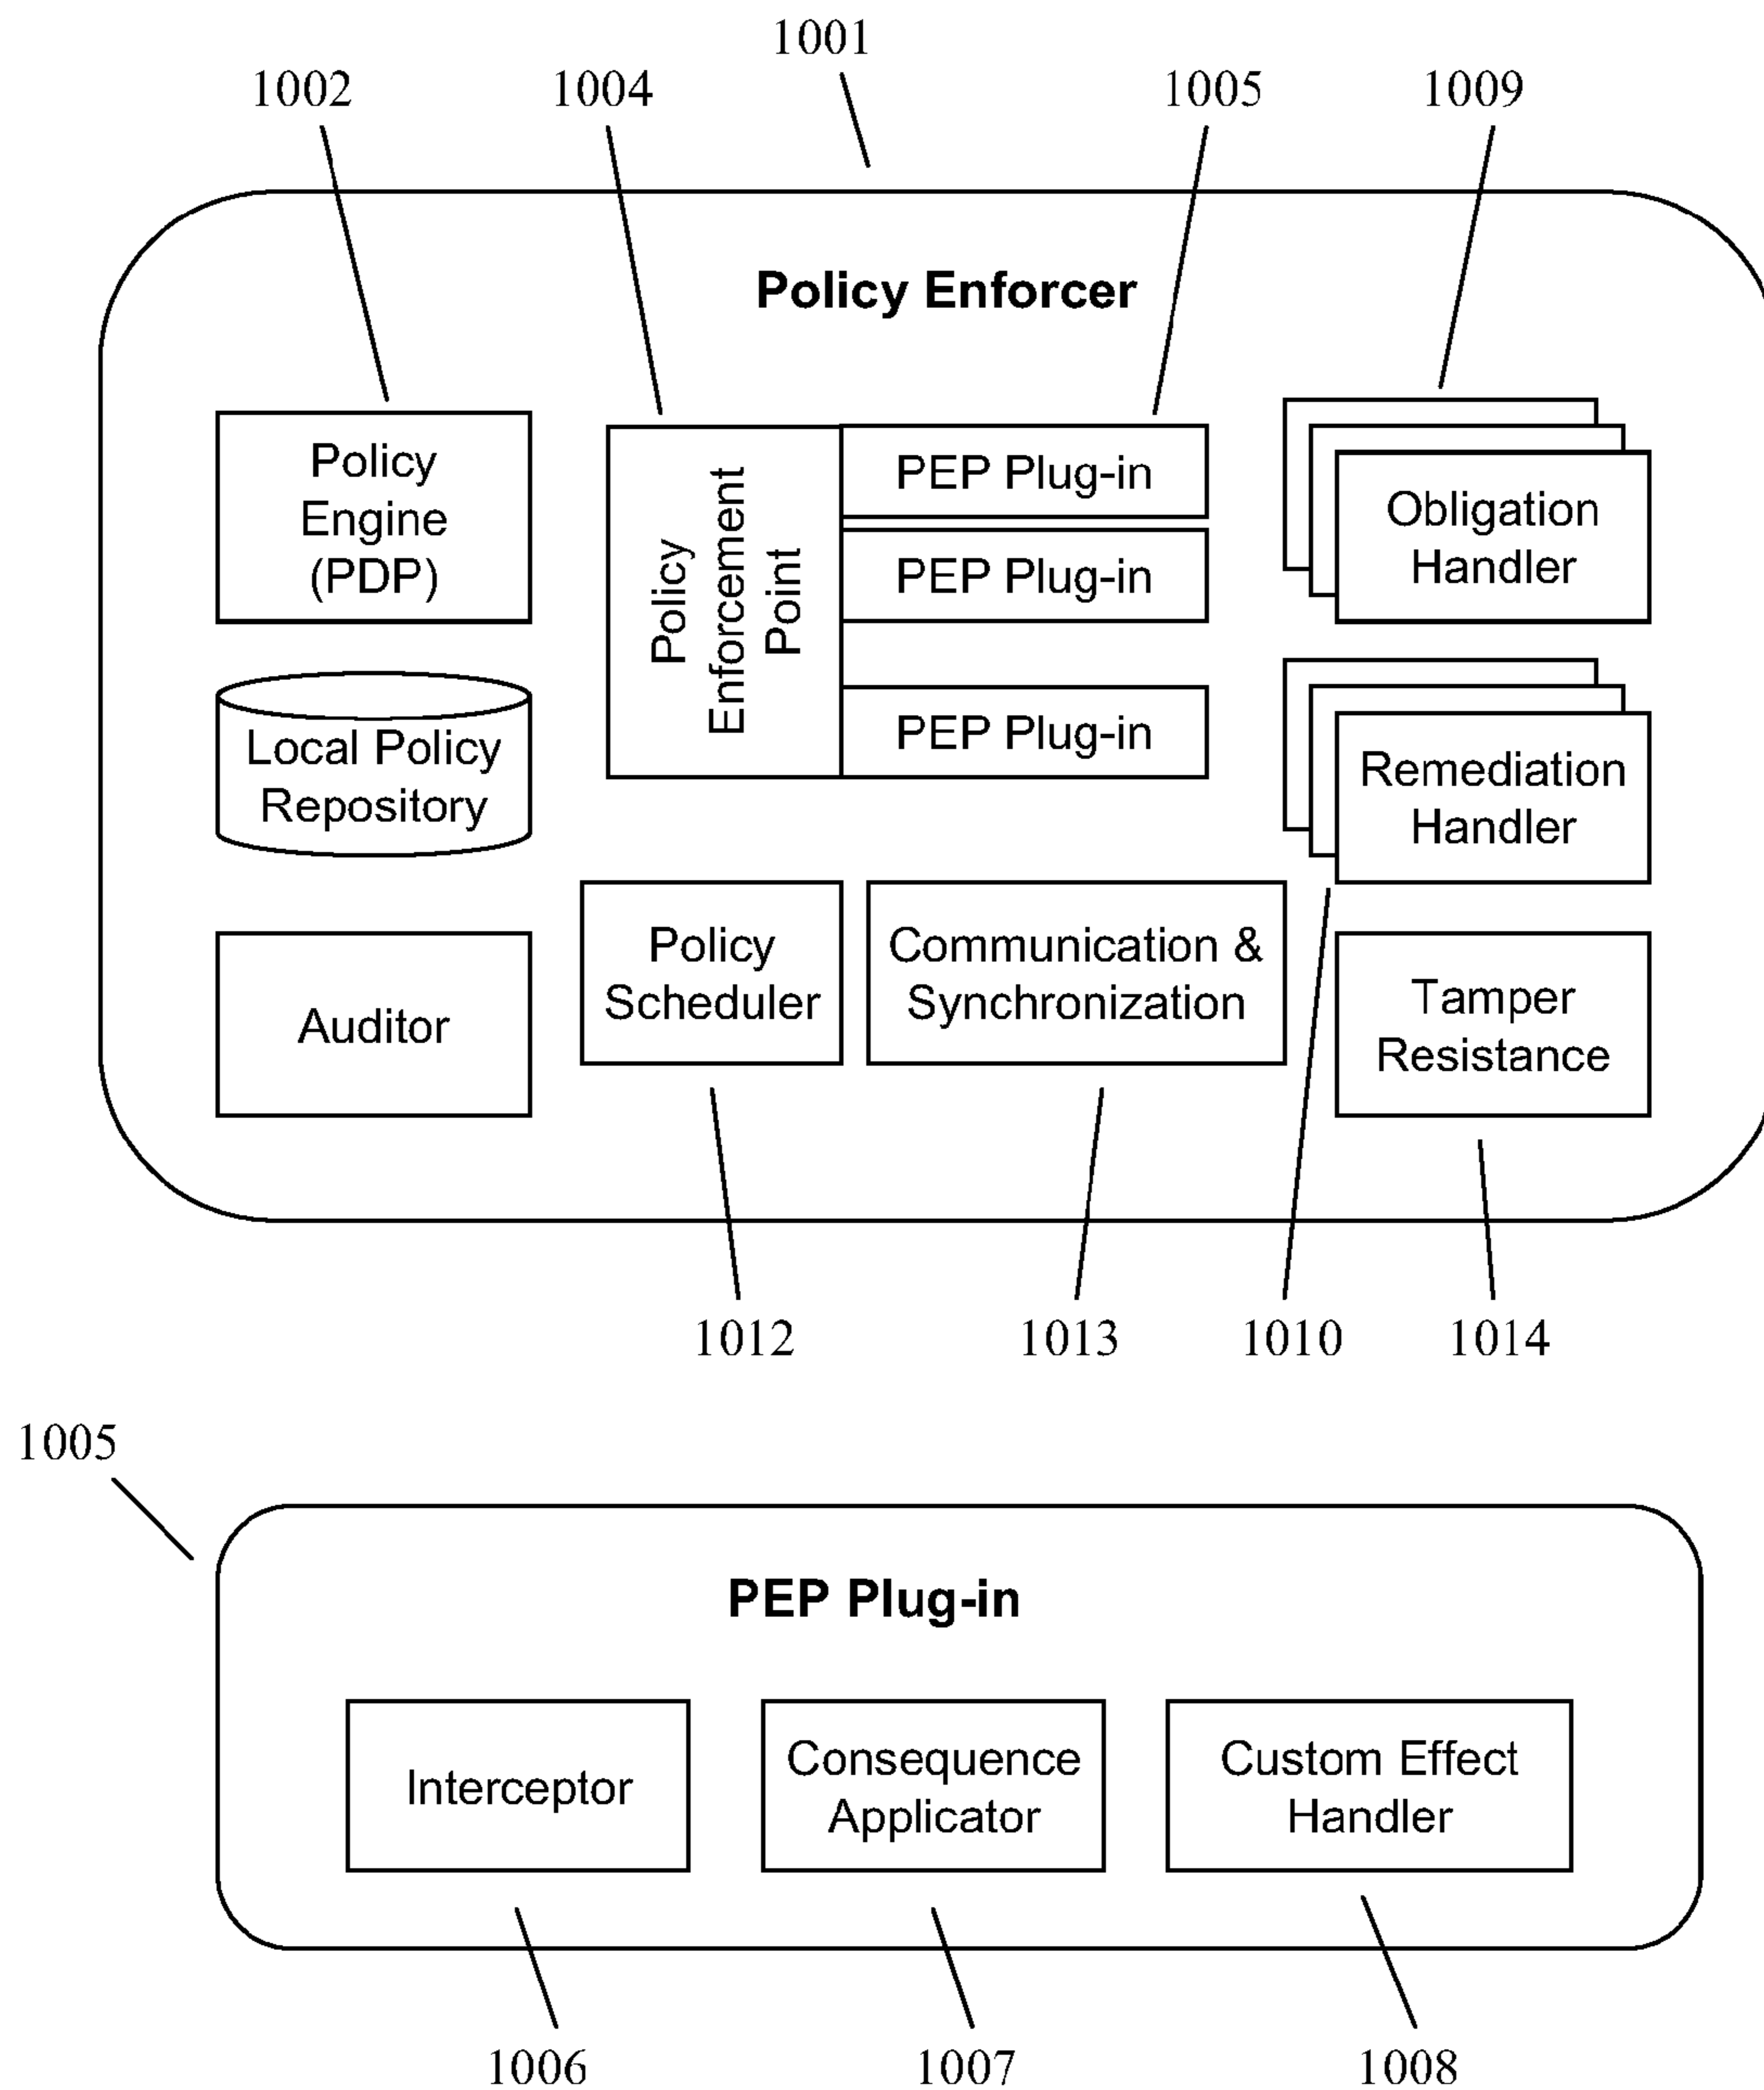 1001
1002
1004
1005
1009
Policy Enforcer
Policy
Engine
(PDP)
Policy
Enforcement
Point
PEP Plug-in
PEP Plug-in
PEP Plug-in
Obligation
Handler
Local Policy
Repository
Remediation
Handler
Auditor
Policy
Scheduler
Communication &
Synchronization
Tamper
Resistance
1012
1013
1010
1014
1005
PEP Plug-in
Interceptor
Consequence
Applicator
Custom Effect
Handler
1006
1007
1008